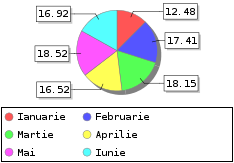 16.92 12.48
17.41
18.52
16.52 18.15
Ianuarie Februarie
Martie Aprilie
Mai Iunie